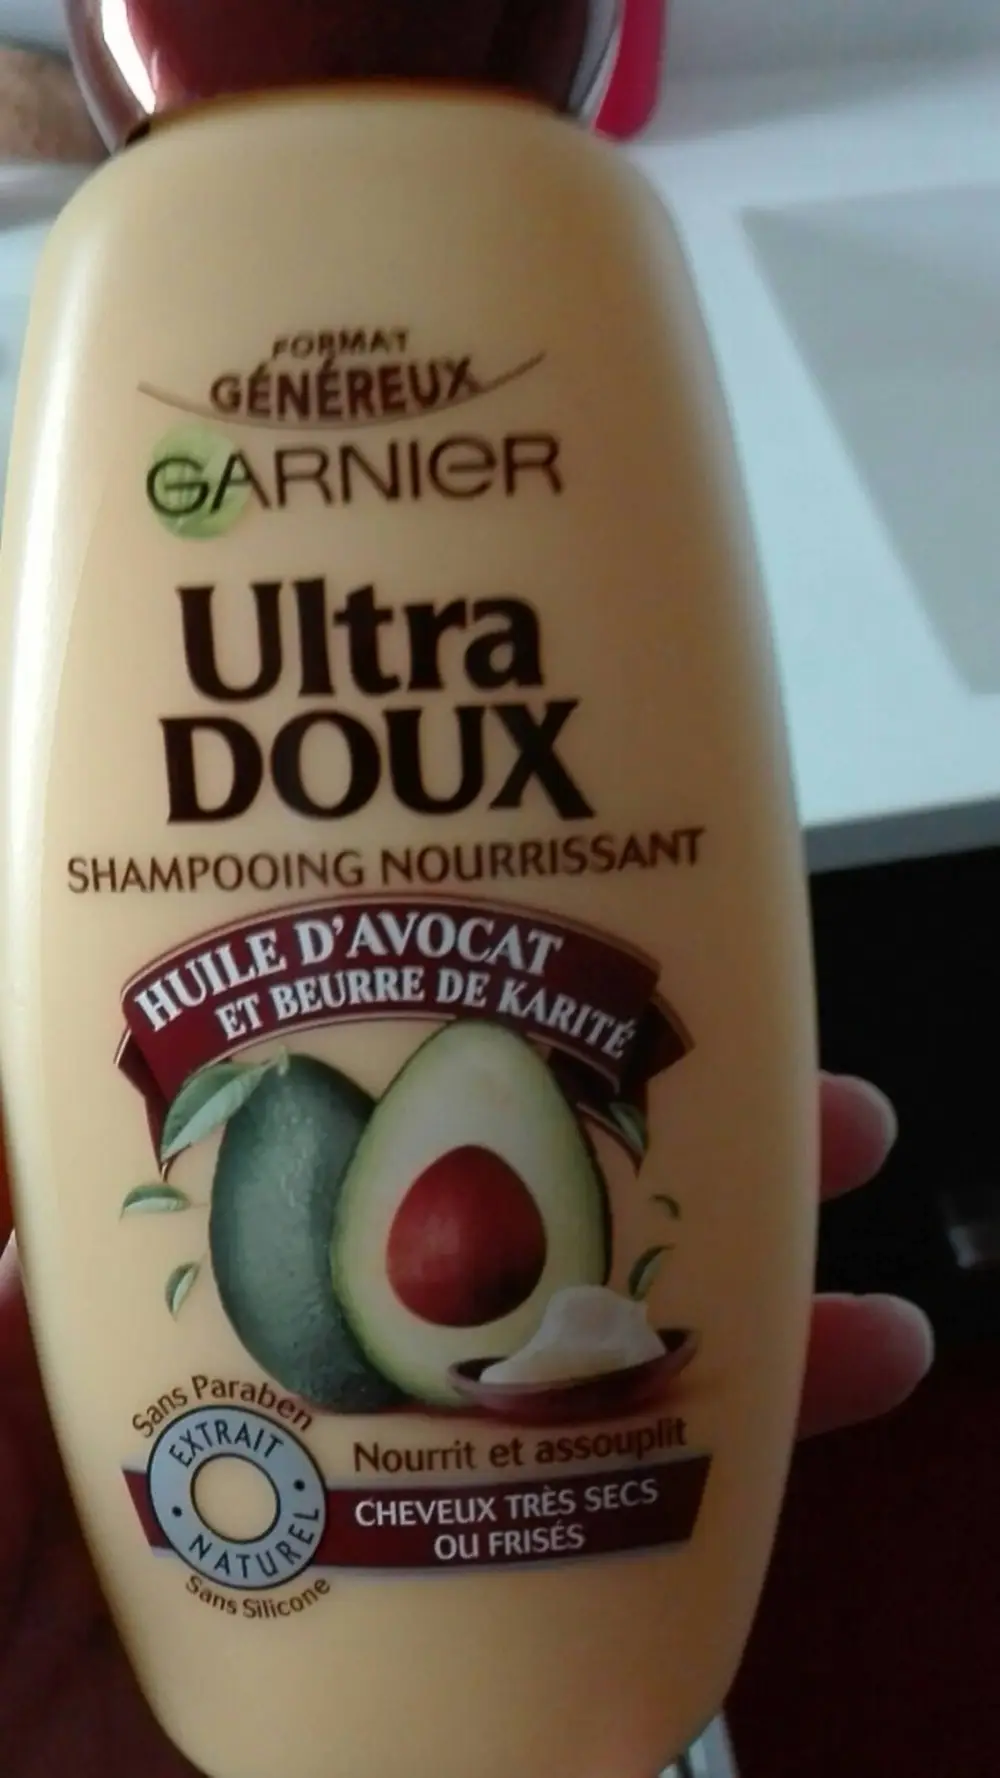 FORMAT
GÉNÉREUX
GARNIER
Ultra
DOUX
SHAMPOOING NOURRISSANT
HUILE D'AVOCAT
ET BEURRE DE KARITÉ
Sans Paraben
EXTRAIT
NATUREL
Sans Silicone
Nourrit et assouplit
CHEVEUX TRÈS SECS
OU FRISÉS